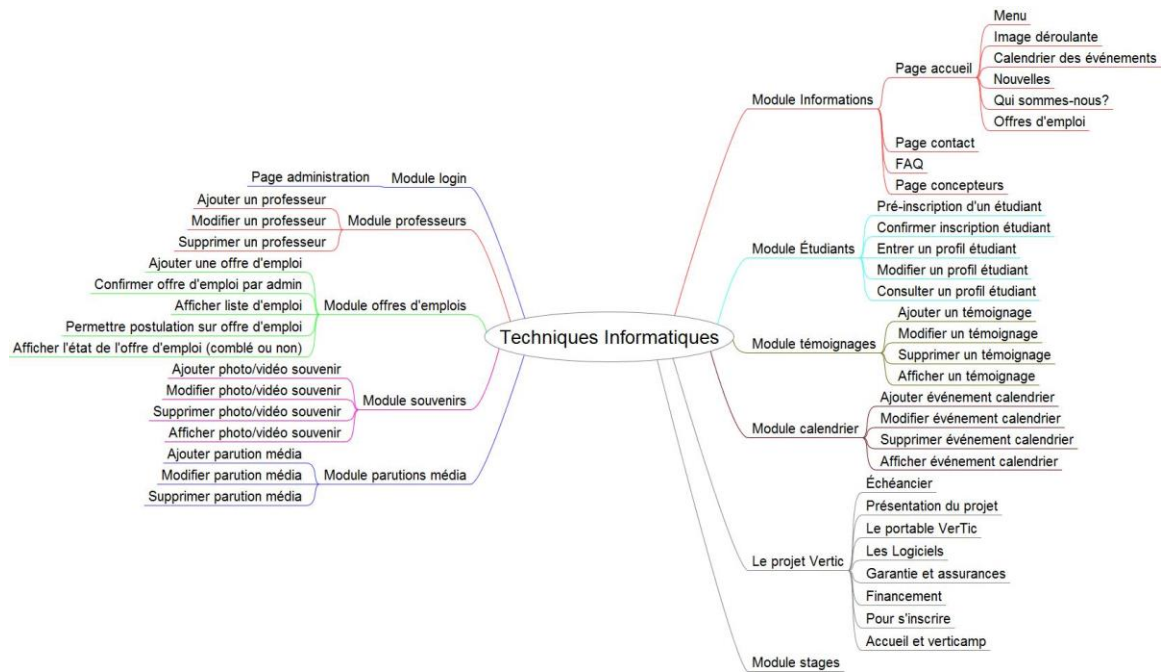 Techniques Informatiques
Module Informations
Page accueil
Menu
Image déroulante
Calendrier des événements
Nouvelles
Qui sommes-nous?
Offres d'emploi
Page contact
FAQ
Page concepteurs
Module Étudiants
Pré-inscription d'un étudiant
Confirmer inscription étudiant
Entrer un profil étudiant
Modifier un profil étudiant
Consulter un profil étudiant
Module témoignages
Ajouter un témoignage
Modifier un témoignage
Supprimer un témoignage
Afficher un témoignage
Module calendrier
Ajouter événement calendrier
Modifier événement calendrier
Supprimer événement calendrier
Afficher événement calendrier
Le projet Vertic
Échéancier
Présentation du projet
Le portable VerTic
Les Logiciels
Garantie et assurances
Financement
Pour s'inscrire
Accueil et verticamp
Module stages
Module login
Page administration
Module professeurs
Ajouter un professeur
Modifier un professeur
Supprimer un professeur
Module offres d'emplois
Ajouter une offre d'emploi
Confirmer offre d'emploi par admin
Afficher liste d'emploi
Permettre postulation sur offre d'emploi
Afficher l'état de l'offre d'emploi (comblé ou non)
Module souvenirs
Ajouter photo/vidéo souvenir
Modifier photo/vidéo souvenir
Supprimer photo/vidéo souvenir
Afficher photo/vidéo souvenir
Module parutions média
Ajouter parution média
Modifier parution média
Supprimer parution média